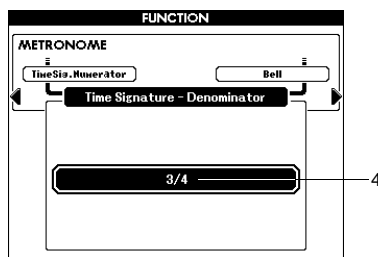 FUNCTION
METRONOME
TimeSig.Numerator
Bell
Time Signature - Denominator
3/4
4